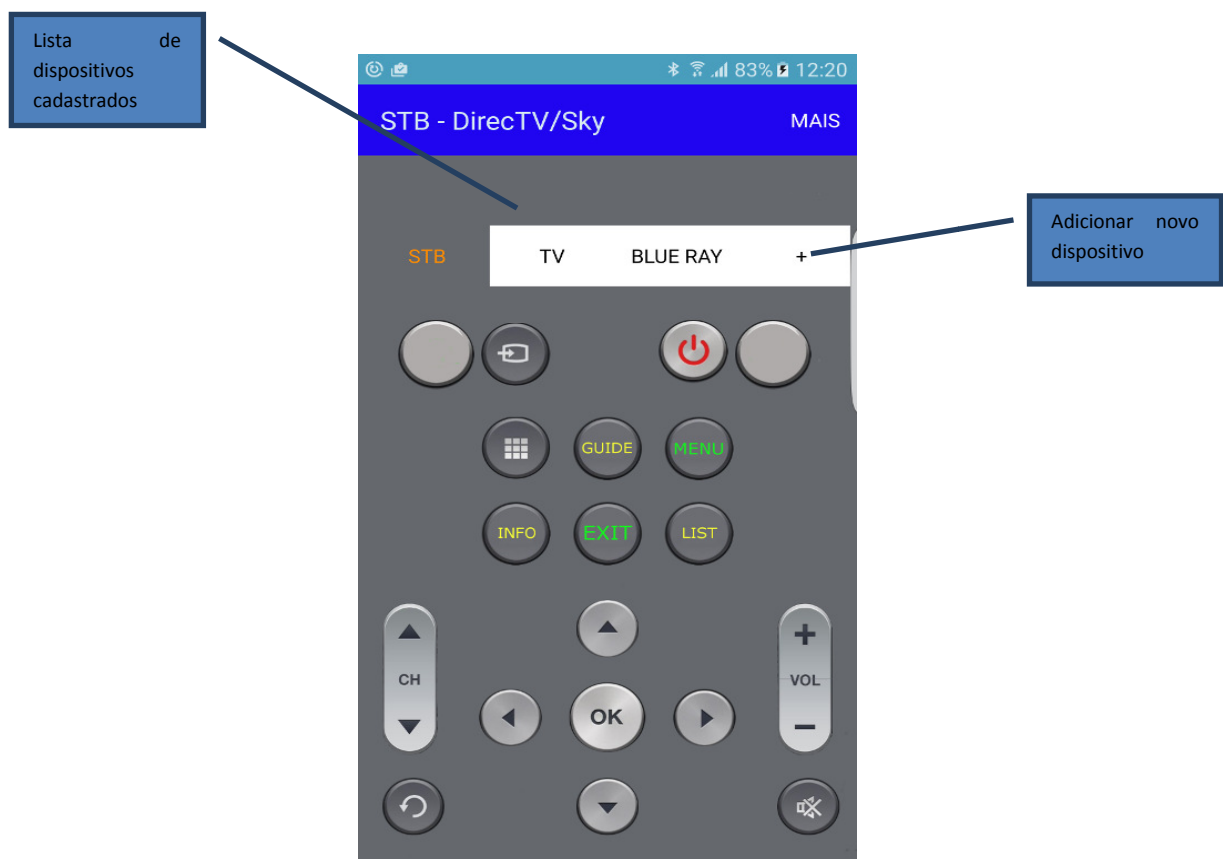 Lista de
dispositivos
cadastrados
83% 12:20
STB - DirecTV/Sky MAIS
Adicionar novo
dispositivo
STB TV BLUE RAY +
GUIDE MENU
INFO EXIT LIST
+
CH VOL
OK
−